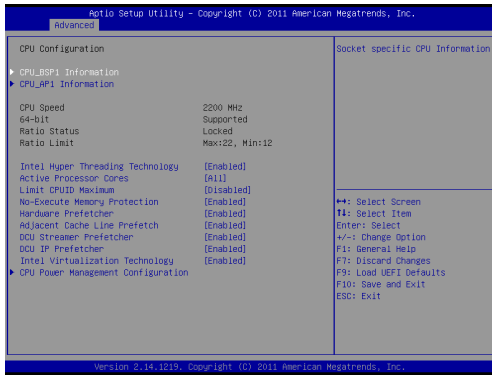 Aptio Setup Utility – Copyright (C) 2011 American Megatrends, Inc.
Advanced
CPU Configuration
Socket specific CPU Information
CPU_BSP1 Information
CPU_AP1 Information
CPU Speed 2200 MHz
64-bit Supported
Ratio Status Locked
Ratio Limit Max:22, Min:12
Intel Hyper Threading Technology [Enabled]
Active Processor Cores [All]
Limit CPUID Maximum [Disabled]
No-Execute Memory Protection [Enabled]
Hardware Prefetcher [Enabled]
Adjacent Cache Line Prefetch [Enabled]
DCU Streamer Prefetcher [Enabled]
DCU IP Prefetcher [Enabled]
Intel Virtualization Technology [Enabled]
CPU Power Management Configuration
↔: Select Screen
↑↓: Select Item
Enter: Select
+/-: Change Option
F1: General Help
F7: Discard Changes
F9: Load UEFI Defaults
F10: Save and Exit
ESC: Exit
Version 2.14.1219. Copyright (C) 2011 American Megatrends, Inc.